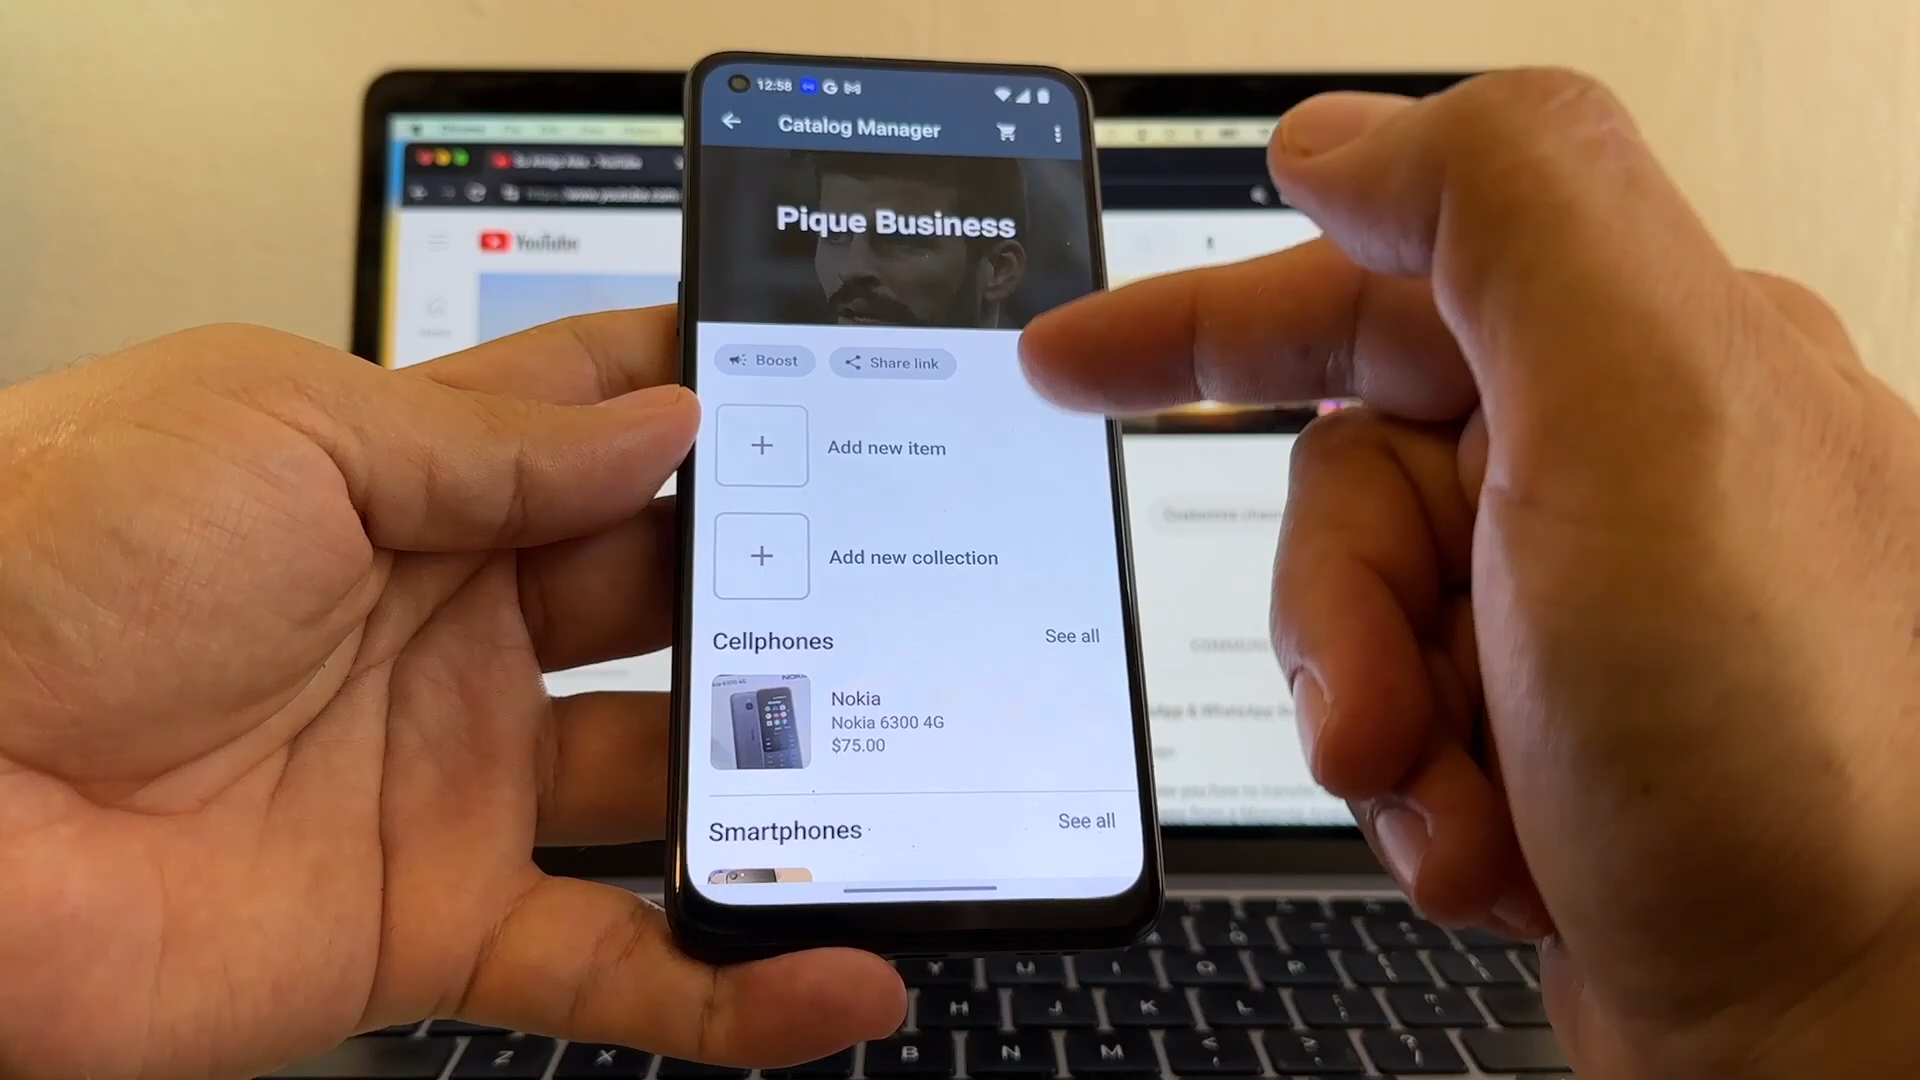 12:58
Catalog Manager
Pique Business
YouTube
Boost
Share link
Add new item
Add new collection
Cellphones
See all
Nokia
Nokia 6300 4G
$75.00
Smartphones
See all
Y U I O P
H J K L
Z X B N M